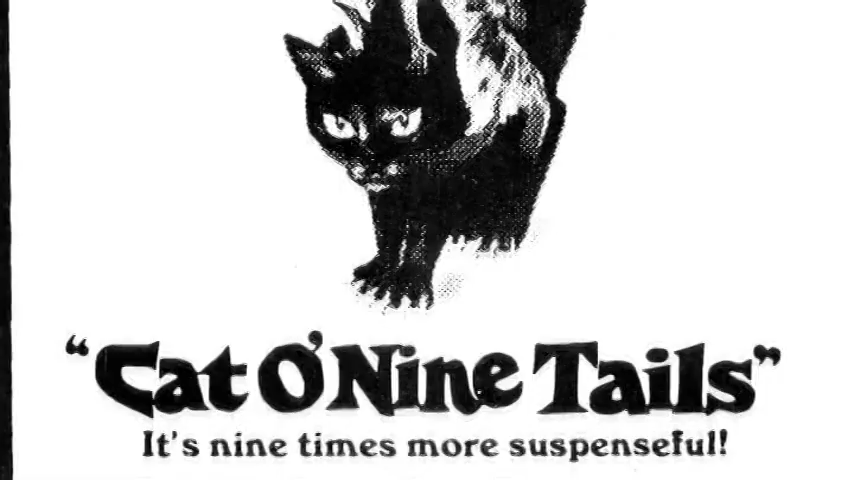 “Cat O’Nine Tails”
It's nine times more suspenseful!